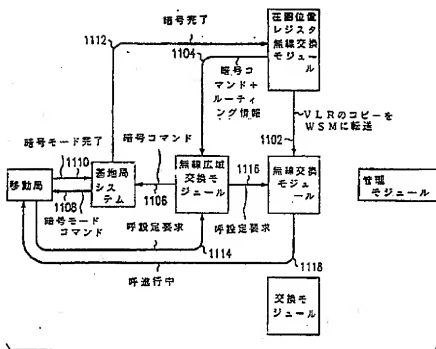 暗号完了
1112
1104
在圏位置
レジスタ
無線交換
モジュール
暗号コ
マンド+
ルーティ
ング情報
VLRのコピーを
WSMに転送
1102
暗号モード完了
1110
暗号コマンド
無線広域
交換モ
ジュール
1116
無線交換
モジュー
ル
管理
モジュール
移動局
基地局
システ
ム
1106
1108
暗号モード
コマンド
呼設定要求
呼設定要求
1114
1118
呼進行中
交換モ
ジュール